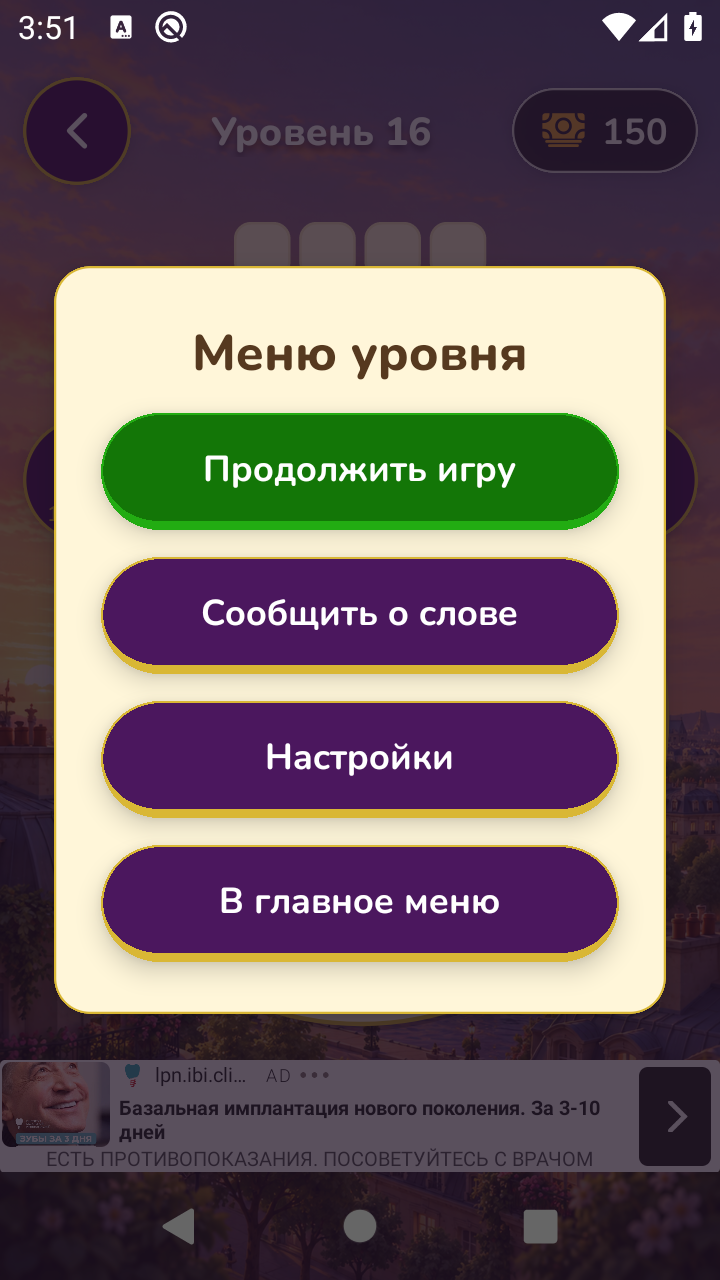 3:51
Уровень 16
150
Меню уровня
Продолжить игру
Сообщить о слове
Настройки
В главное меню
lpn.ibi.cli... AD
Базальная имплантация нового поколения. За 3-10
дней
ЗУБЫ ЗА 3 ДНЯ
ЕСТЬ ПРОТИВОПОКАЗАНИЯ. ПОСОВЕТУЙТЕСЬ С ВРАЧОМ